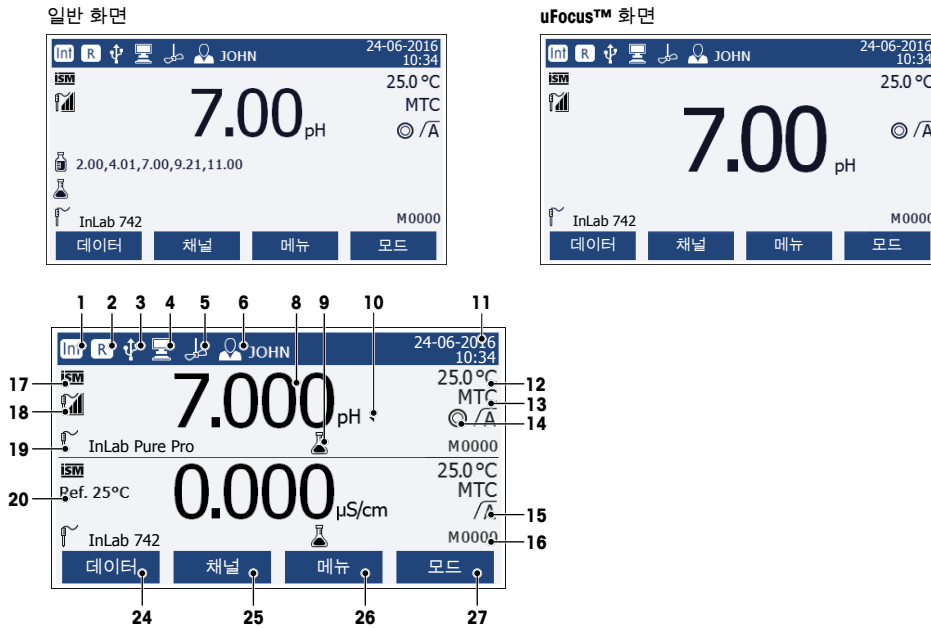 일반 화면
Int R JOHN 24-06-2016
10:34
ISM 25.0 °C
7.00 pH MTC
/A
2.00,4.01,7.00,9.21,11.00
InLab 742 M0000
데이터 채널 메뉴 모드
uFocus™ 화면
Int R JOHN 24-06-2016
10:34
ISM 25.0 °C
7.00 pH /A
InLab 742 M0000
데이터 채널 메뉴 모드
1 2 3 4 5 6 8 9 10 11
Int R JOHN 24-06-2016
10:34
17 ISM 25.0 °C 12
7.000 pH MTC 13
18 /A 14
19 InLab Pure Pro M0000
ISM 25.0 °C
20 Ref. 25°C 0.000 µS/cm MTC
/A 15
InLab 742 M0000 16
데이터 채널 메뉴 모드
24 25 26 27